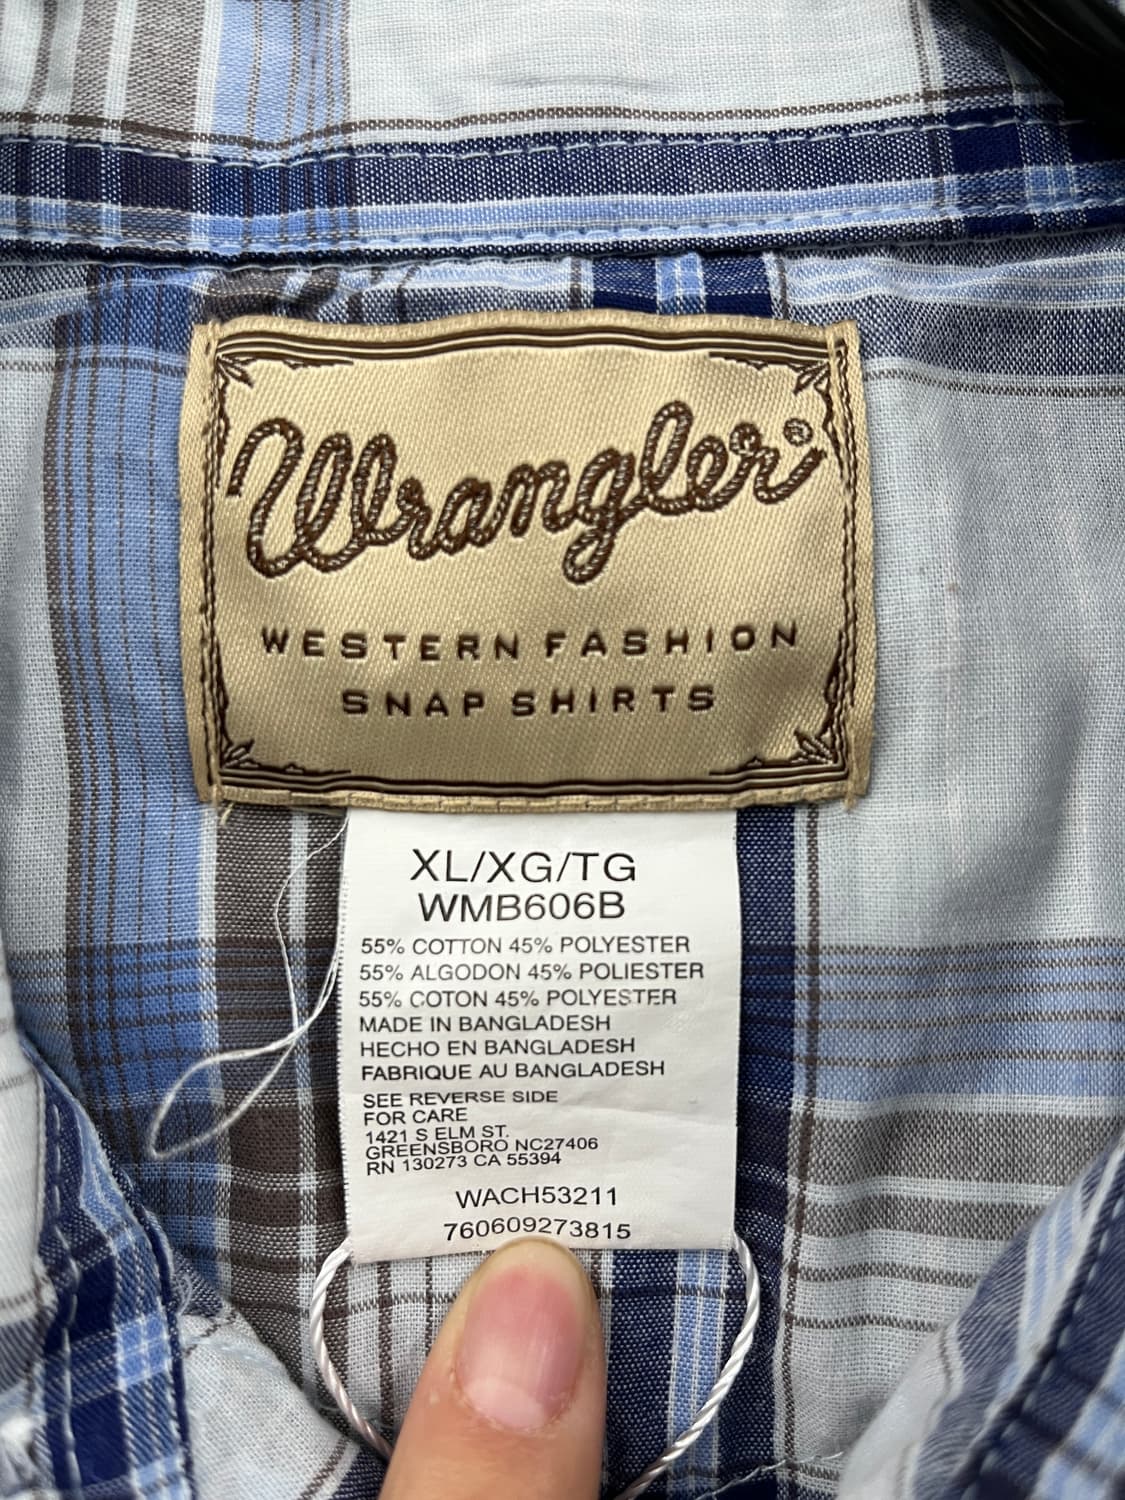 Wrangler®
WESTERN FASHION
SNAP SHIRTS
XL/XG/TG
WMB606B
55% COTTON 45% POLYESTER
55% ALGODON 45% POLIESTER
55% COTON 45% POLYESTER
MADE IN BANGLADESH
HECHO EN BANGLADESH
FABRIQUE AU BANGLADESH
SEE REVERSE SIDE
FOR CARE
1421 S ELM ST.
GREENSBORO NC27406
RN 130273 CA 55394
WACH53211
760609273815